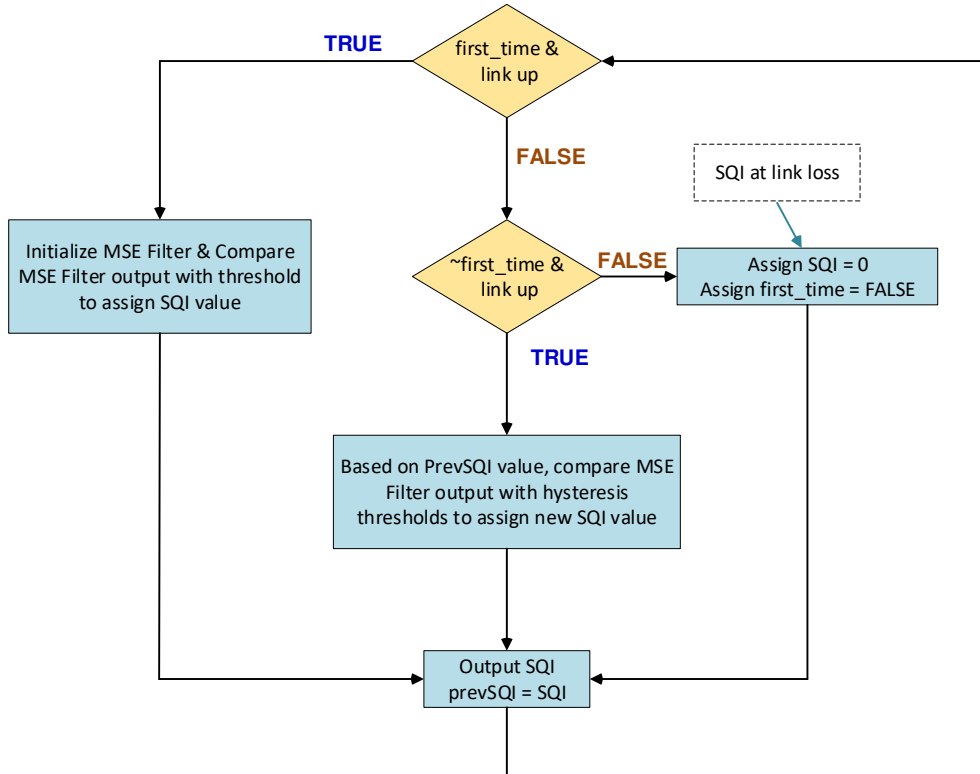 TRUE
first_time &
link up
FALSE
SQI at link loss
Initialize MSE Filter & Compare
MSE Filter output with threshold
to assign SQI value
~first_time &
link up
FALSE
Assign SQI = 0
Assign first_time = FALSE
TRUE
Based on PrevSQI value, compare MSE
Filter output with hysteresis
thresholds to assign new SQI value
Output SQI
prevSQI = SQI